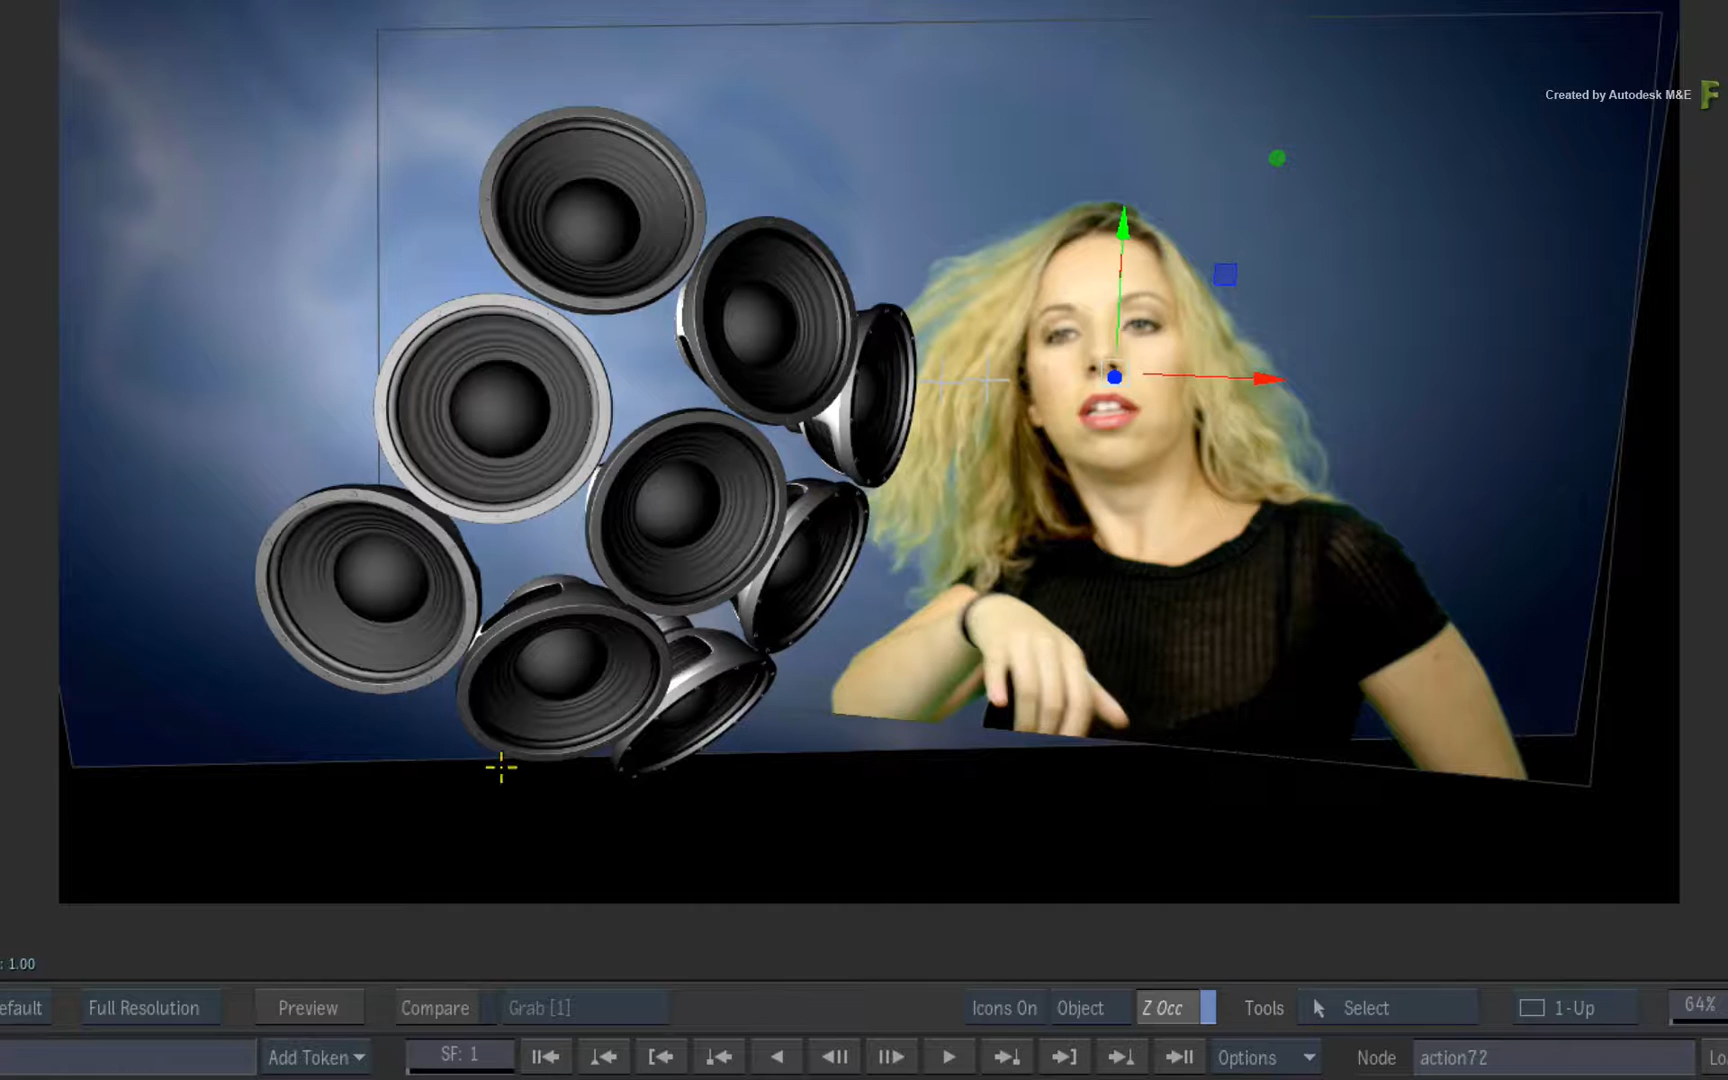 Created by Autodesk M&E
: 1.00
efault Full Resolution Preview Compare Grab [1] Icons On Object Z Occ Tools Select 1-Up 64%
Add Token SF: 1 Options Node action72 Lo